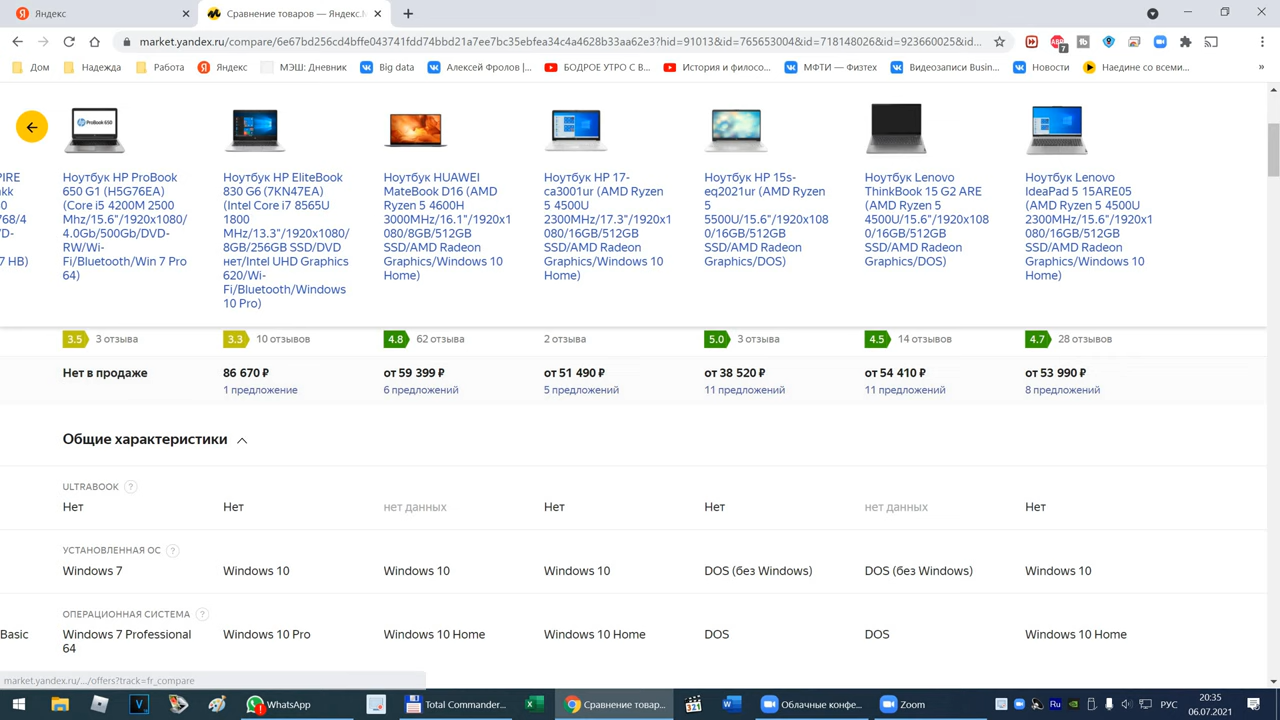 Яндекс
Сравнение товаров — Яндекс.М
market.yandex.ru/compare/6e67bd256cd4bffe043741fdd74bbd21a7ee7bc35ebfea34c4a4628b33aa62e3?hid=91013&id=765653004&id=718148026&id=923660025&id...
7
Дом
Надежда
Работа
Яндекс
МЭШ: Дневник
Big data
Алексей Фролов |...
БОДРОЕ УТРО С В...
История и филосо...
МФТИ — Физтех
Видеозаписи Busin...
Новости
Наедине со всеми...
»
PIRE
akk
0
768/4
/D-
7 HB)
Ноутбук HP ProBook
650 G1 (H5G76EA)
(Core i5 4200M 2500
Mhz/15.6"/1920x1080/
4.0Gb/500Gb/DVD-
RW/Wi-
Fi/Bluetooth/Win 7 Pro
64)
Ноутбук HP EliteBook
830 G6 (7KN47EA)
(Intel Core i7 8565U
1800
MHz/13.3"/1920x1080/
8GB/256GB SSD/DVD
нет/Intel UHD Graphics
620/Wi-
Fi/Bluetooth/Windows
10 Pro)
Ноутбук HUAWEI
MateBook D16 (AMD
Ryzen 5 4600H
3000MHz/16.1"/1920x1
080/8GB/512GB
SSD/AMD Radeon
Graphics/Windows 10
Home)
Ноутбук HP 17-
ca3001ur (AMD Ryzen
5 4500U
2300MHz/17.3"/1920x1
080/16GB/512GB
SSD/AMD Radeon
Graphics/Windows 10
Home)
Ноутбук HP 15s-
eq2021ur (AMD Ryzen
5
5500U/15.6"/1920x108
0/16GB/512GB
SSD/AMD Radeon
Graphics/DOS)
Ноутбук Lenovo
ThinkBook 15 G2 ARE
(AMD Ryzen 5
4500U/15.6"/1920x108
0/16GB/512GB
SSD/AMD Radeon
Graphics/DOS)
Ноутбук Lenovo
IdeaPad 5 15ARE05
(AMD Ryzen 5 4500U
2300MHz/15.6"/1920x1
080/16GB/512GB
SSD/AMD Radeon
Graphics/Windows 10
Home)
3.5 3 отзыва
3.3 10 отзывов
4.8 62 отзыва
2 отзыва
5.0 3 отзыва
4.5 14 отзывов
4.7 28 отзывов
Нет в продаже
86 670 ₽
от 59 399 ₽
от 51 490 ₽
от 38 520 ₽
от 54 410 ₽
от 53 990 ₽
1 предложение
6 предложений
5 предложений
11 предложений
11 предложений
8 предложений
Общие характеристики
ULTRABOOK ?
Нет
Нет
нет данных
Нет
Нет
нет данных
Нет
УСТАНОВЛЕННАЯ ОС ?
Windows 7
Windows 10
Windows 10
Windows 10
DOS (без Windows)
DOS (без Windows)
Windows 10
ОПЕРАЦИОННАЯ СИСТЕМА ?
Basic
Windows 7 Professional
64
Windows 10 Pro
Windows 10 Home
Windows 10 Home
DOS
DOS
Windows 10 Home
market.yandex.ru/.../offers?track=fr_compare
WhatsApp
Total Commander...
Сравнение товар...
Облачные конфе...
Zoom
Ru
РУС
20:35
06.07.2021